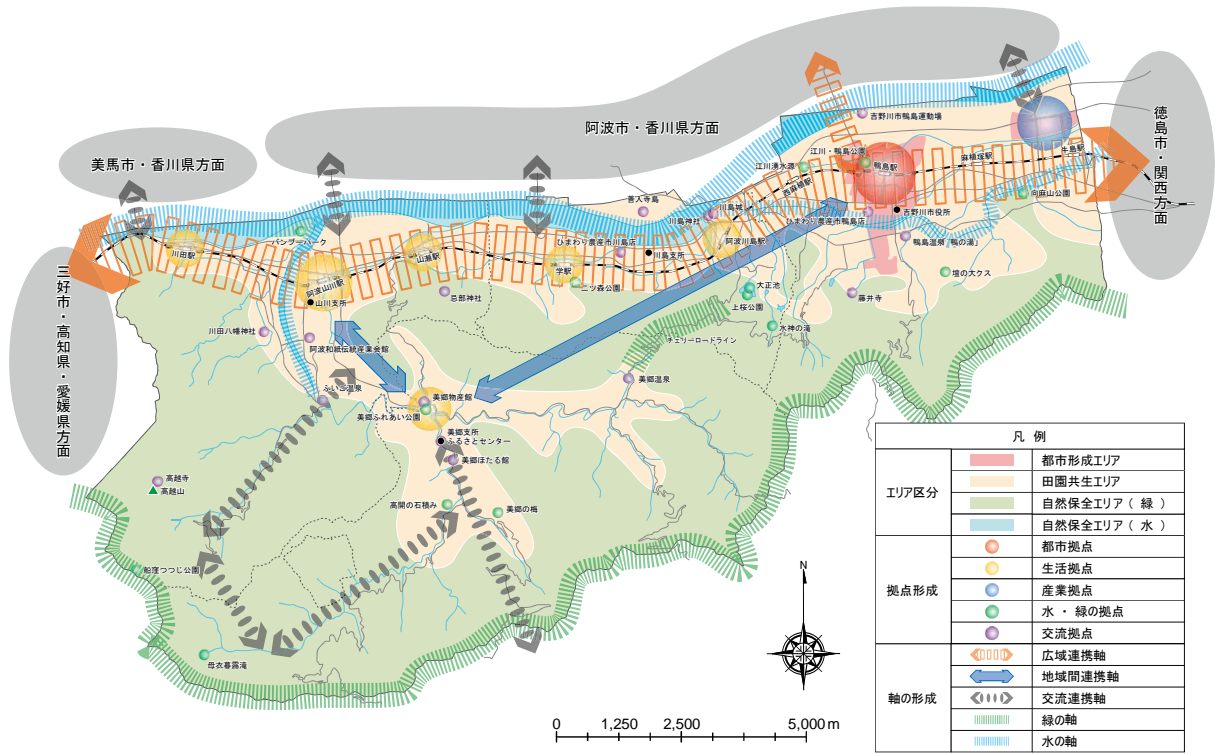 美馬市・香川県方面
阿波市・香川県方面
徳島市・関西方面
三好市・高知県・愛媛県方面
吉野川市鴨島運動場
江川・鴨島公園
江川湧水源
鴨島駅
麻植塚駅
牛島駅
西麻植駅
向麻山公園
善入寺島
川島城
川島神社
ひまわり農産市鴨島店
吉野川市役所
鴨島温泉「鴨の湯」
バンブーパーク
川田駅
山瀬駅
ひまわり農産市川島店
川島支所
阿波川島駅
学駅
阿波山川駅
山川支所
忌部神社
二ツ森公園
大正池
上桜公園
壇の大クス
藤井寺
水神の滝
川田八幡神社
阿波和紙伝統産業会館
チェリーロードライン
ふいご温泉
美郷温泉
美郷物産館
美郷ふれあい公園
美郷支所
ふるさとセンター
美郷ほたる館
高越寺
高越山
高開の石積み
美郷の梅
船窪つつじ公園
母衣暮露滝
N
0 1,250 2,500 5,000 m
凡 例
エリア区分
都市形成エリア
田園共生エリア
自然保全エリア（ 緑 ）
自然保全エリア（ 水 ）
拠点形成
都市拠点
生活拠点
産業拠点
水 ・ 緑の拠点
交流拠点
軸の形成
広域連携軸
地域間連携軸
交流連携軸
緑の軸
水の軸